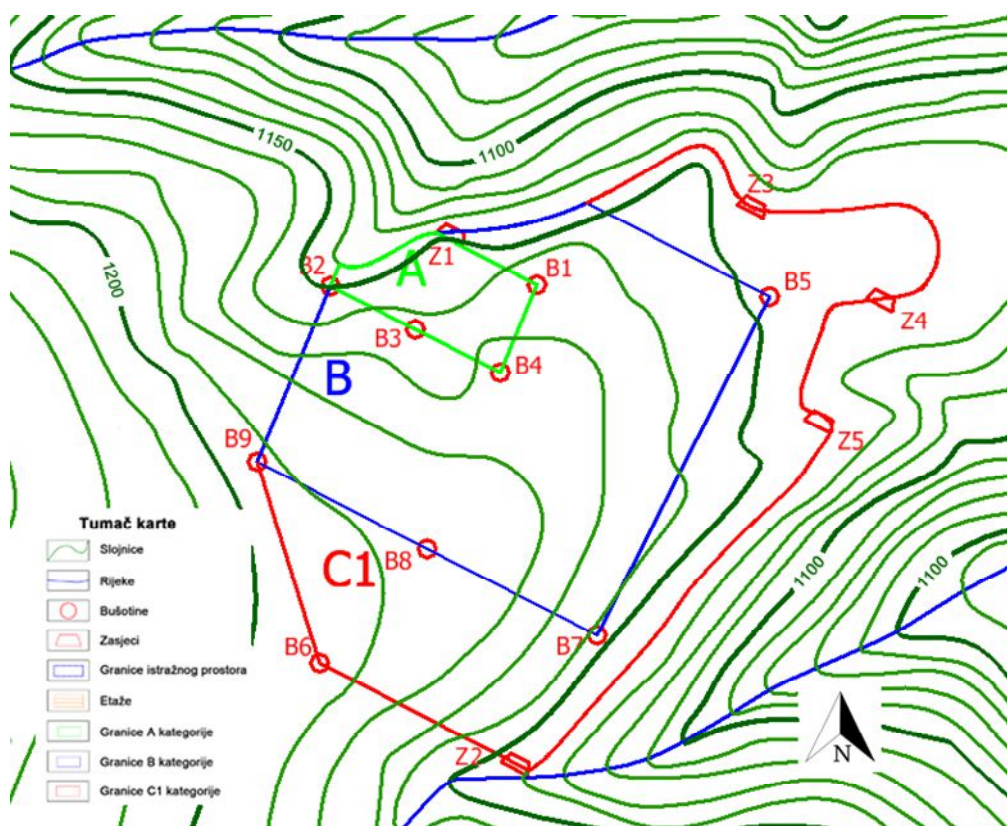 1150
1100
Z3
Z1
B2
A
B1
B5
1200
Z4
B3
B4
B
Z5
B9
Tumač karte
Slojnice
Rijeke
Bušotine
Zasjeci
Granice istražnog prostora
Etaže
Granice A kategorije
Granice B kategorije
Granice C1 kategorije
C1
B8
1100
1100
B7
B6
Z2
N